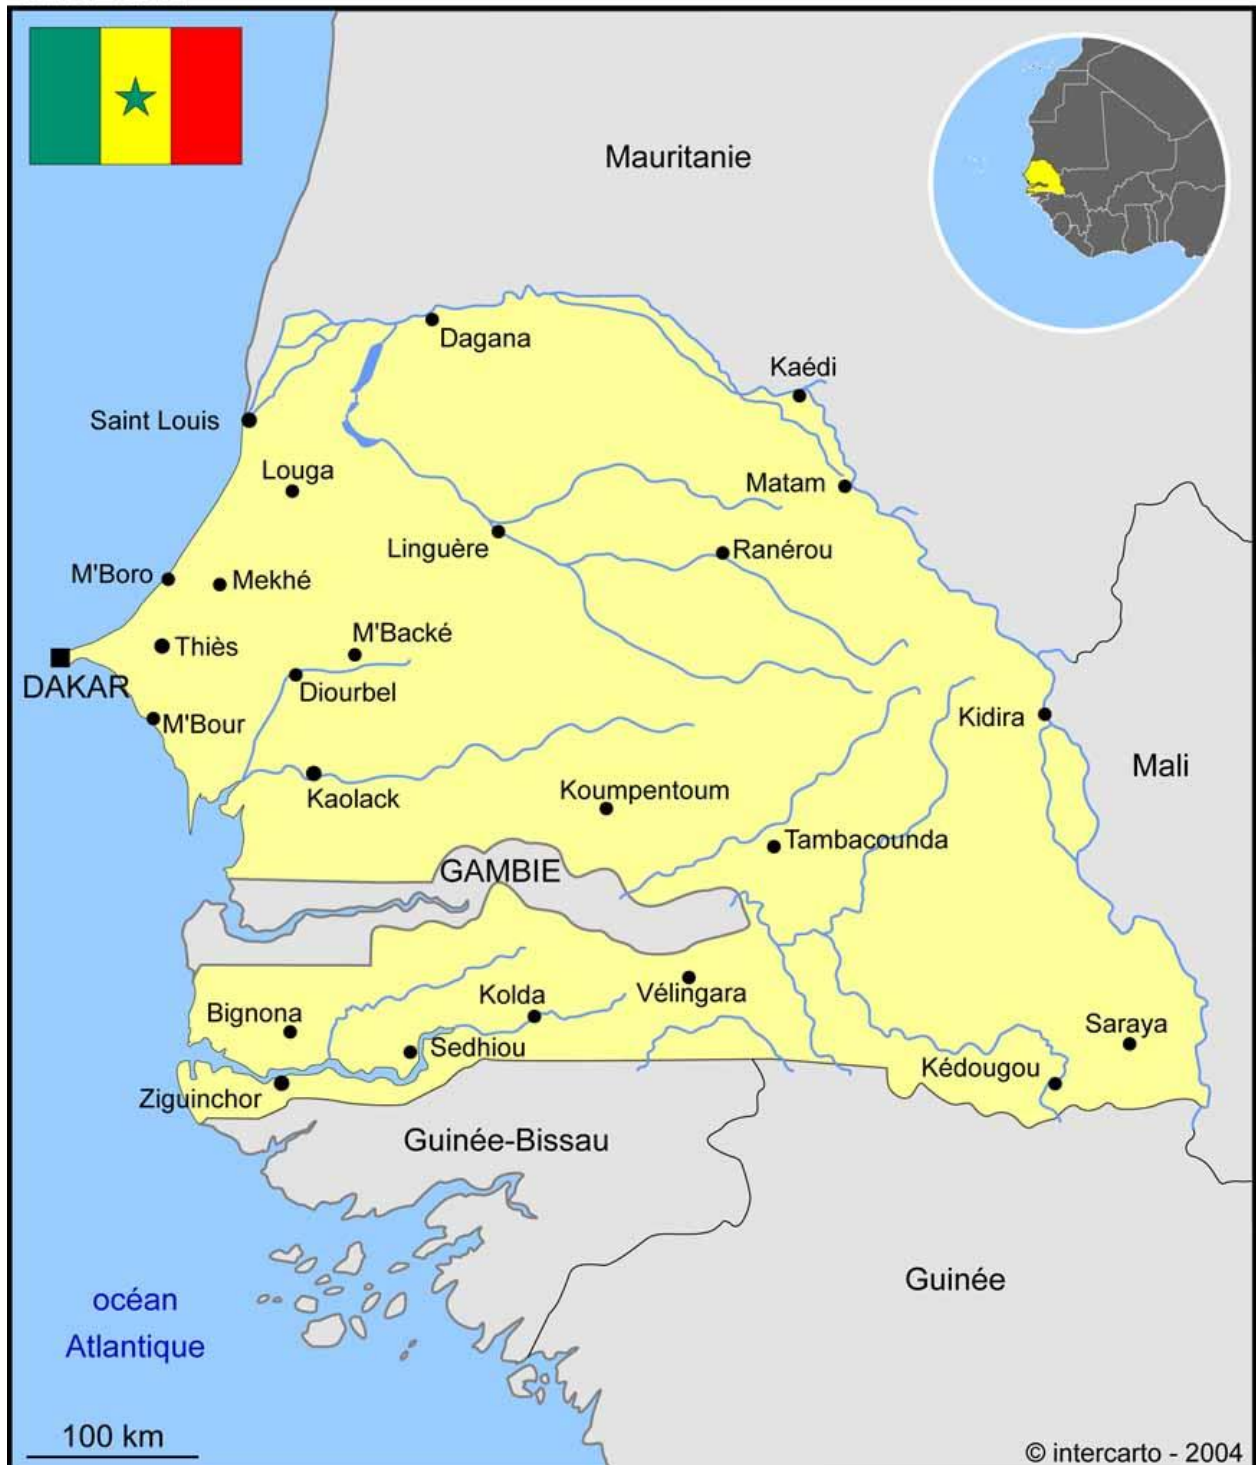 Mauritanie
Dagana
Kaédi
Saint Louis
Louga
Matam
Linguère
Ranérou
M'Boro
Mekhé
Thiès
M'Backé
DAKAR
Diourbel
M'Bour
Kidira
Mali
Kaolack
Koumpentoum
Tambacounda
GAMBIE
Kolda
Vélingara
Bignona
Saraya
Sedhiou
Kédougou
Ziguinchor
Guinée-Bissau
Guinée
océan
Atlantique
100 km
© intercarto - 2004